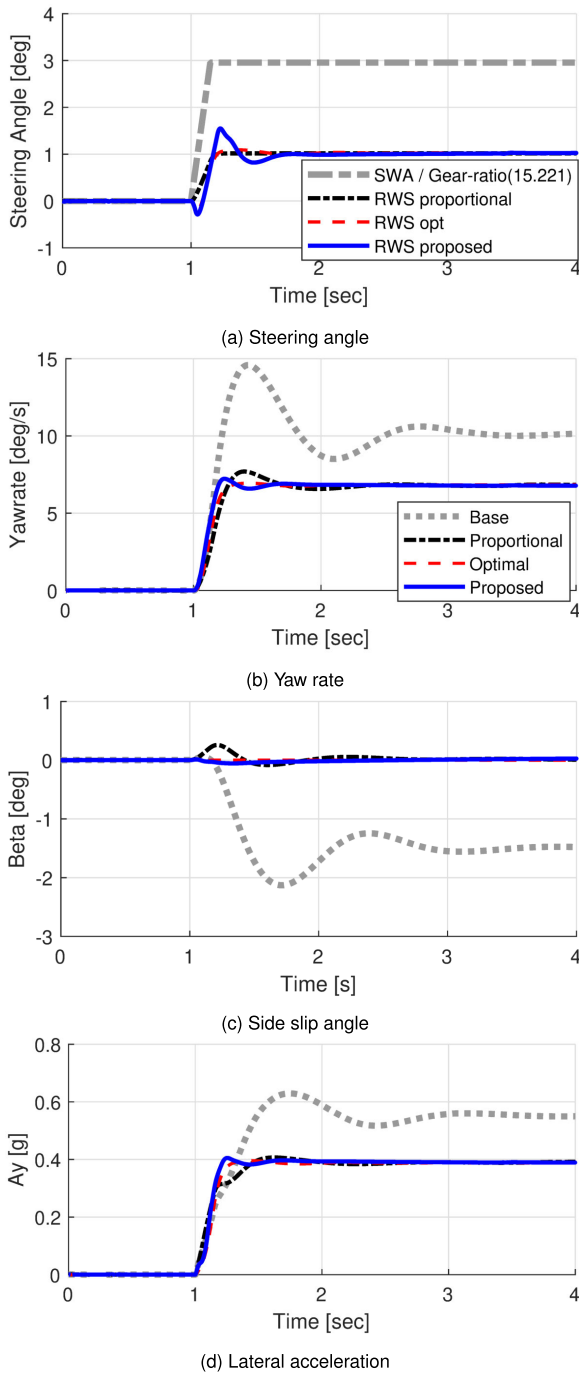 4
3
2
1
0
-1
Steering Angle [deg]
SWA / Gear-ratio(15.221)
RWS proportional
RWS opt
RWS proposed
0 1 2 3 4
Time [sec]
(a) Steering angle
15
10
5
0
Yawrate [deg/s]
Base
Proportional
Optimal
Proposed
0 1 2 3 4
Time [sec]
(b) Yaw rate
1
0
-1
-2
-3
Beta [deg]
0 1 2 3 4
Time [s]
(c) Side slip angle
0.8
0.6
0.4
0.2
0
Ay [g]
0 1 2 3 4
Time [sec]
(d) Lateral acceleration